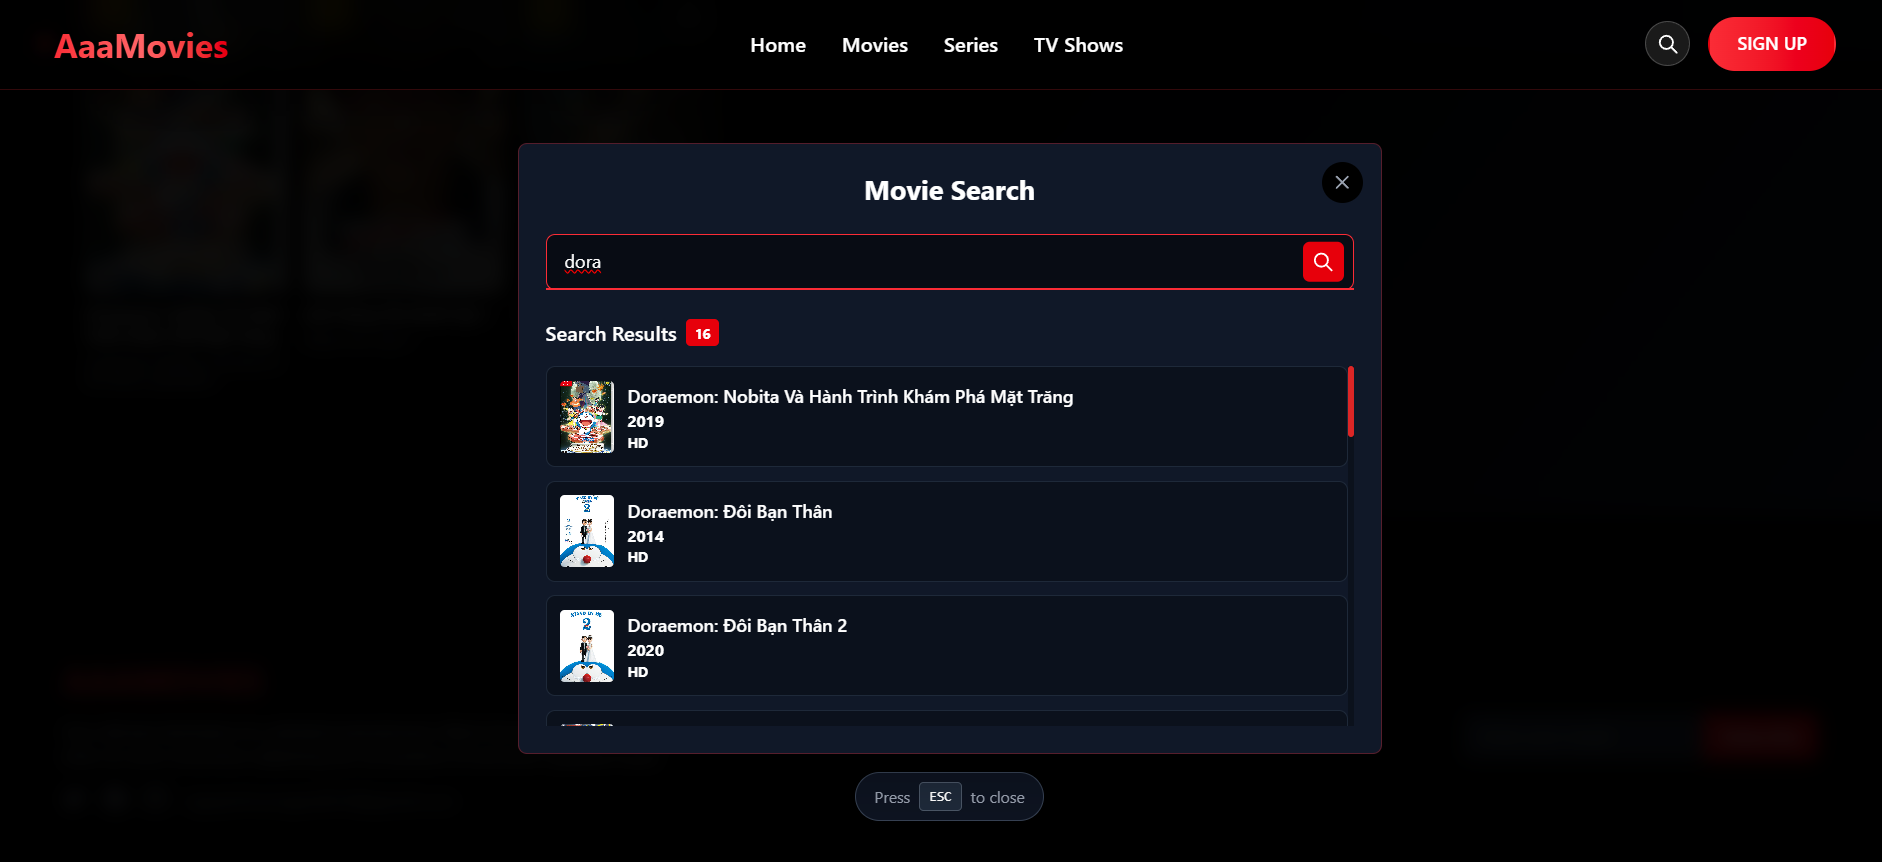 AaaMovies
Home
Movies
Series
TV Shows
SIGN UP
Movie Search
dora
Search Results 16
Doraemon: Nobita Và Hành Trình Khám Phá Mặt Trăng
2019
HD
2
Doraemon: Đôi Bạn Thân
2014
HD
2
Doraemon: Đôi Bạn Thân 2
2020
HD
Press ESC to close